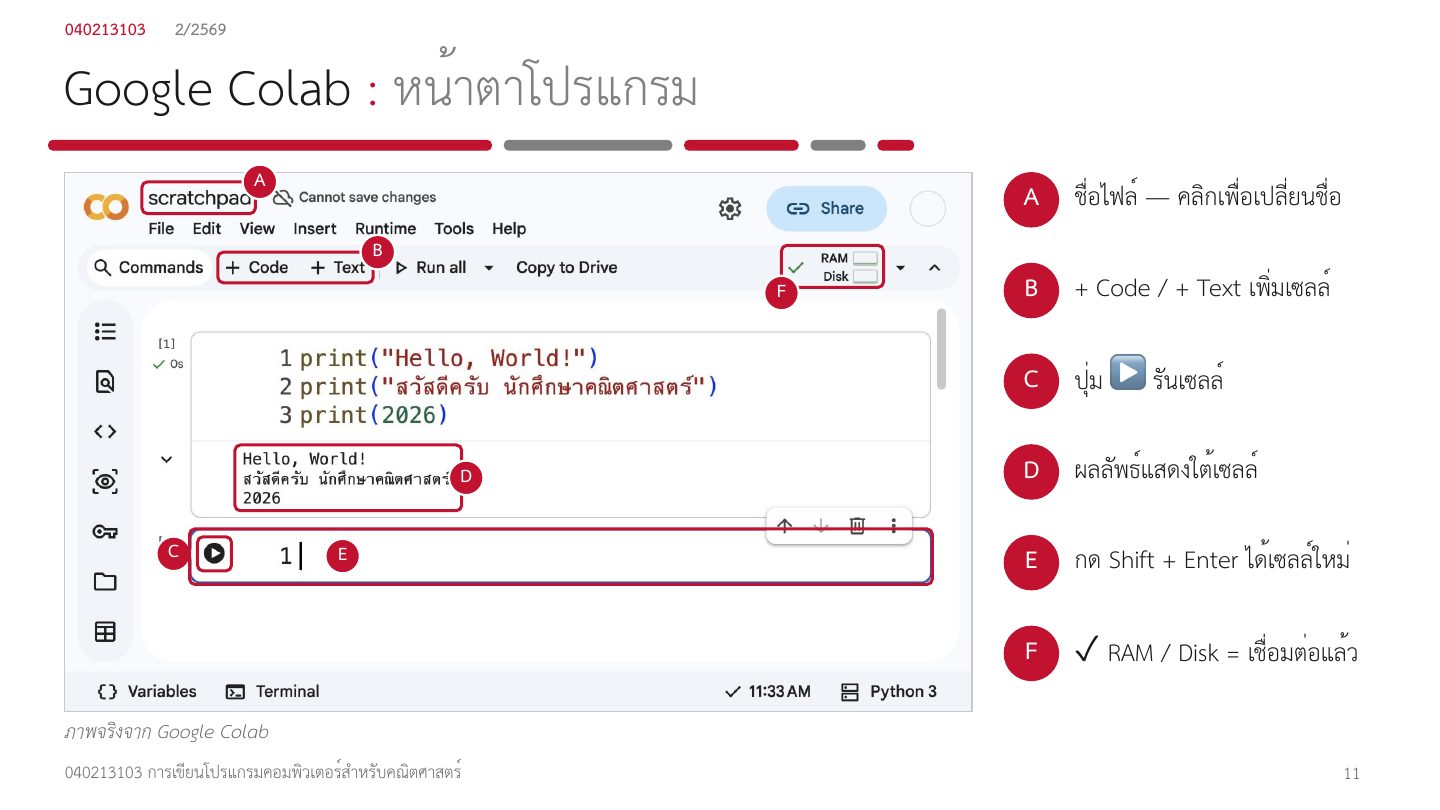 040213103 2/2569
Google Colab : หน้าตาโปรแกรม
scratchpad
A
Cannot save changes
Share
File Edit View Insert Runtime Tools Help
B
Commands + Code + Text Run all Copy to Drive
RAM
Disk
F
[1]
0s
1 print("Hello, World!")
2 print("สวัสดีครับ นักศึกษาคณิตศาสตร์")
3 print(2026)
Hello, World!
สวัสดีครับ นักศึกษาคณิตศาสตร์
2026
D
C
1
E
{} Variables Terminal
✓ 11:33 AM Python 3
A ชื่อไฟล์ — คลิกเพื่อเปลี่ยนชื่อ
B + Code / + Text เพิ่มเซลล์
C ปุ่ม ▶ รันเซลล์
D ผลลัพธ์แสดงใต้เซลล์
E กด Shift + Enter ได้เซลล์ใหม่
F ✓ RAM / Disk = เชื่อมต่อแล้ว
ภาพจริงจาก Google Colab
040213103 การเขียนโปรแกรมคอมพิวเตอร์สำหรับคณิตศาสตร์
11